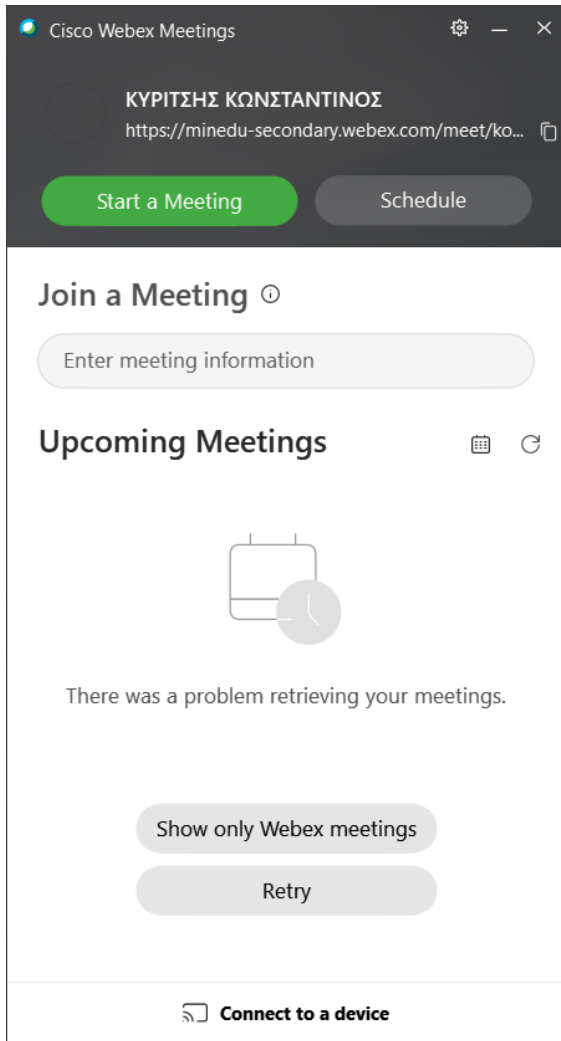 Cisco Webex Meetings
ΚΥΡΙΤΣΗΣ ΚΩΝΣΤΑΝΤΙΝΟΣ
https://minedu-secondary.webex.com/meet/ko...
Start a Meeting
Schedule
Join a Meeting
Enter meeting information
Upcoming Meetings
There was a problem retrieving your meetings.
Show only Webex meetings
Retry
Connect to a device